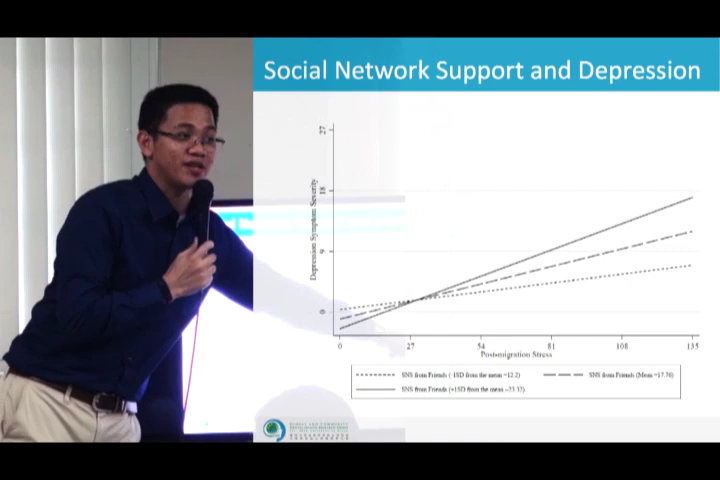 Social Network Support and Depression
Depression Symptom Severity
27
18
9
0
0 27 54 81 108 135
Post-migration Stress
SNS from Friends (-1SD from the mean =12.2)
SNS from Friends (Mean =17.76)
SNS from Friends (+1SD from the mean =23.32)